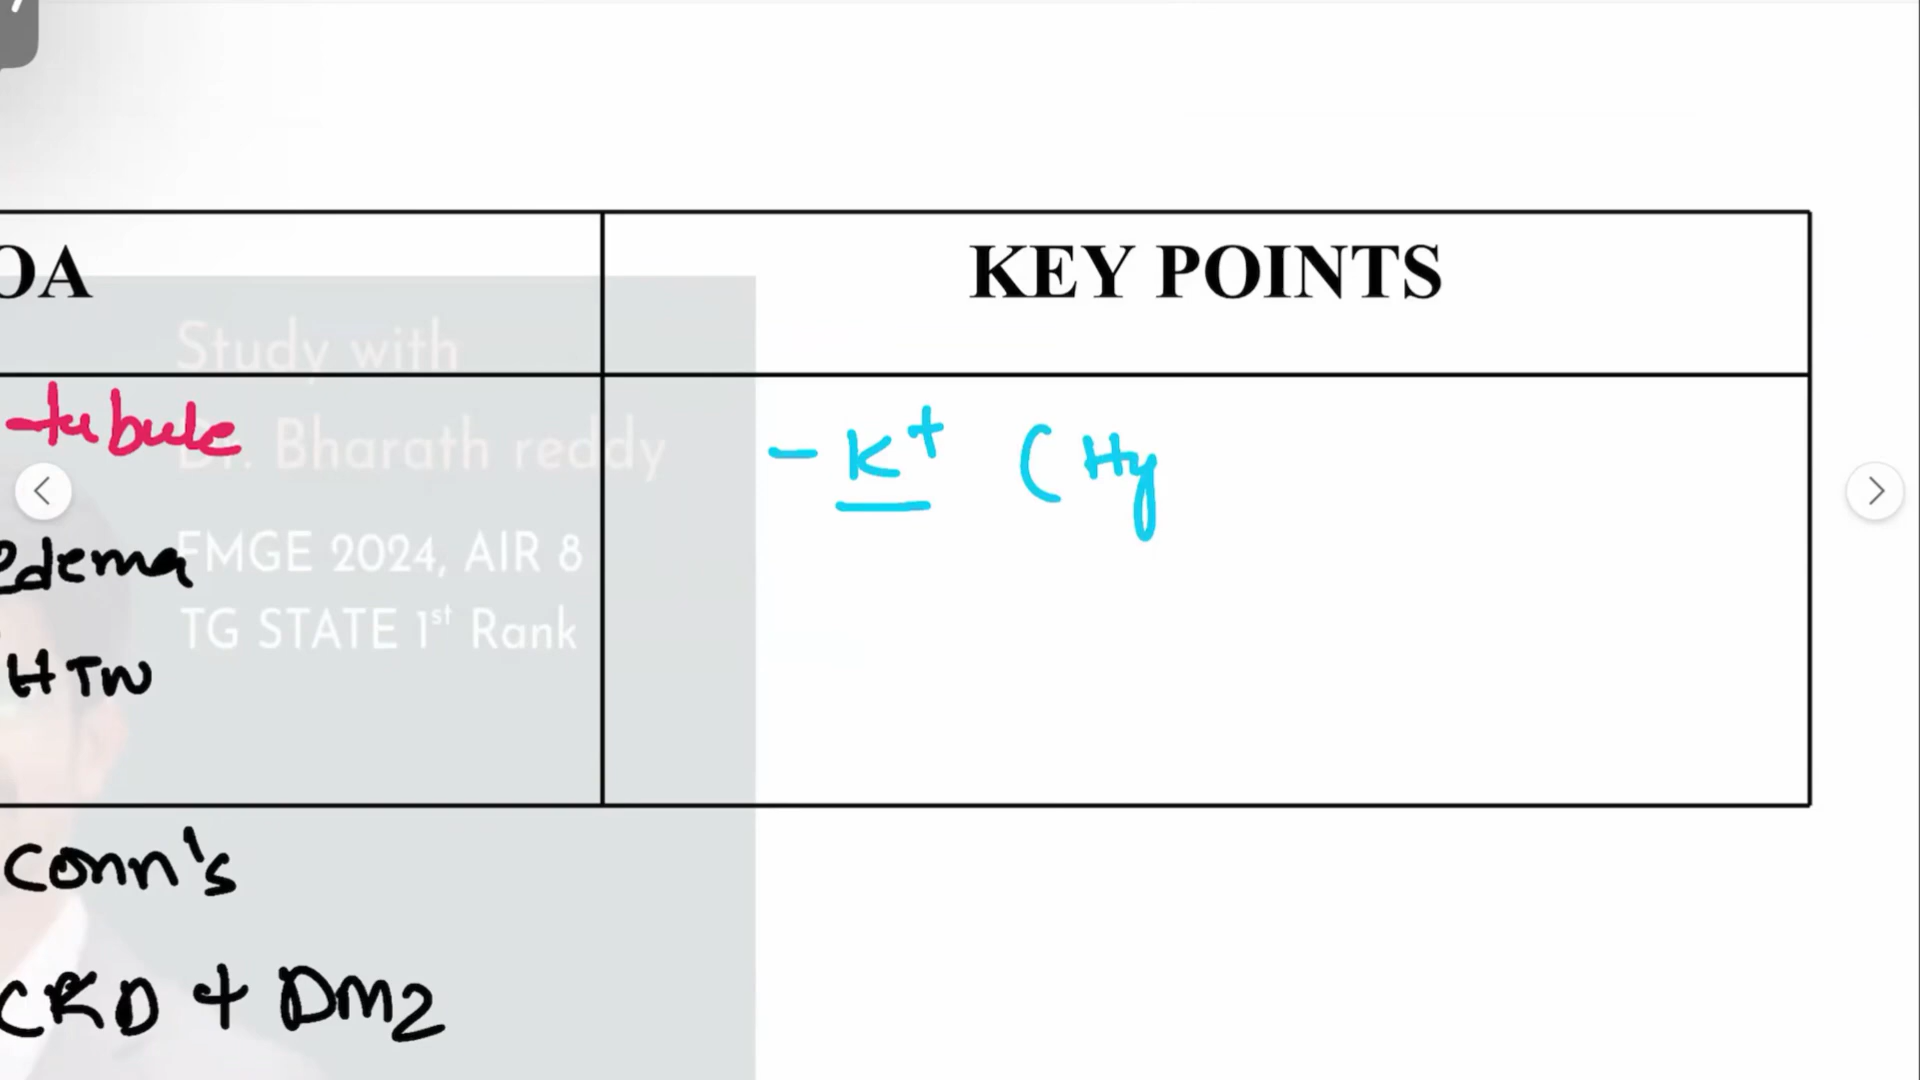 OA
KEY POINTS
Study with
tubule
Dr. Bharath reddy
- K+ (Hy
FMGE 2024, AIR 8
edema
TG STATE 1st Rank
HTN
Conn's
CKD + DM2